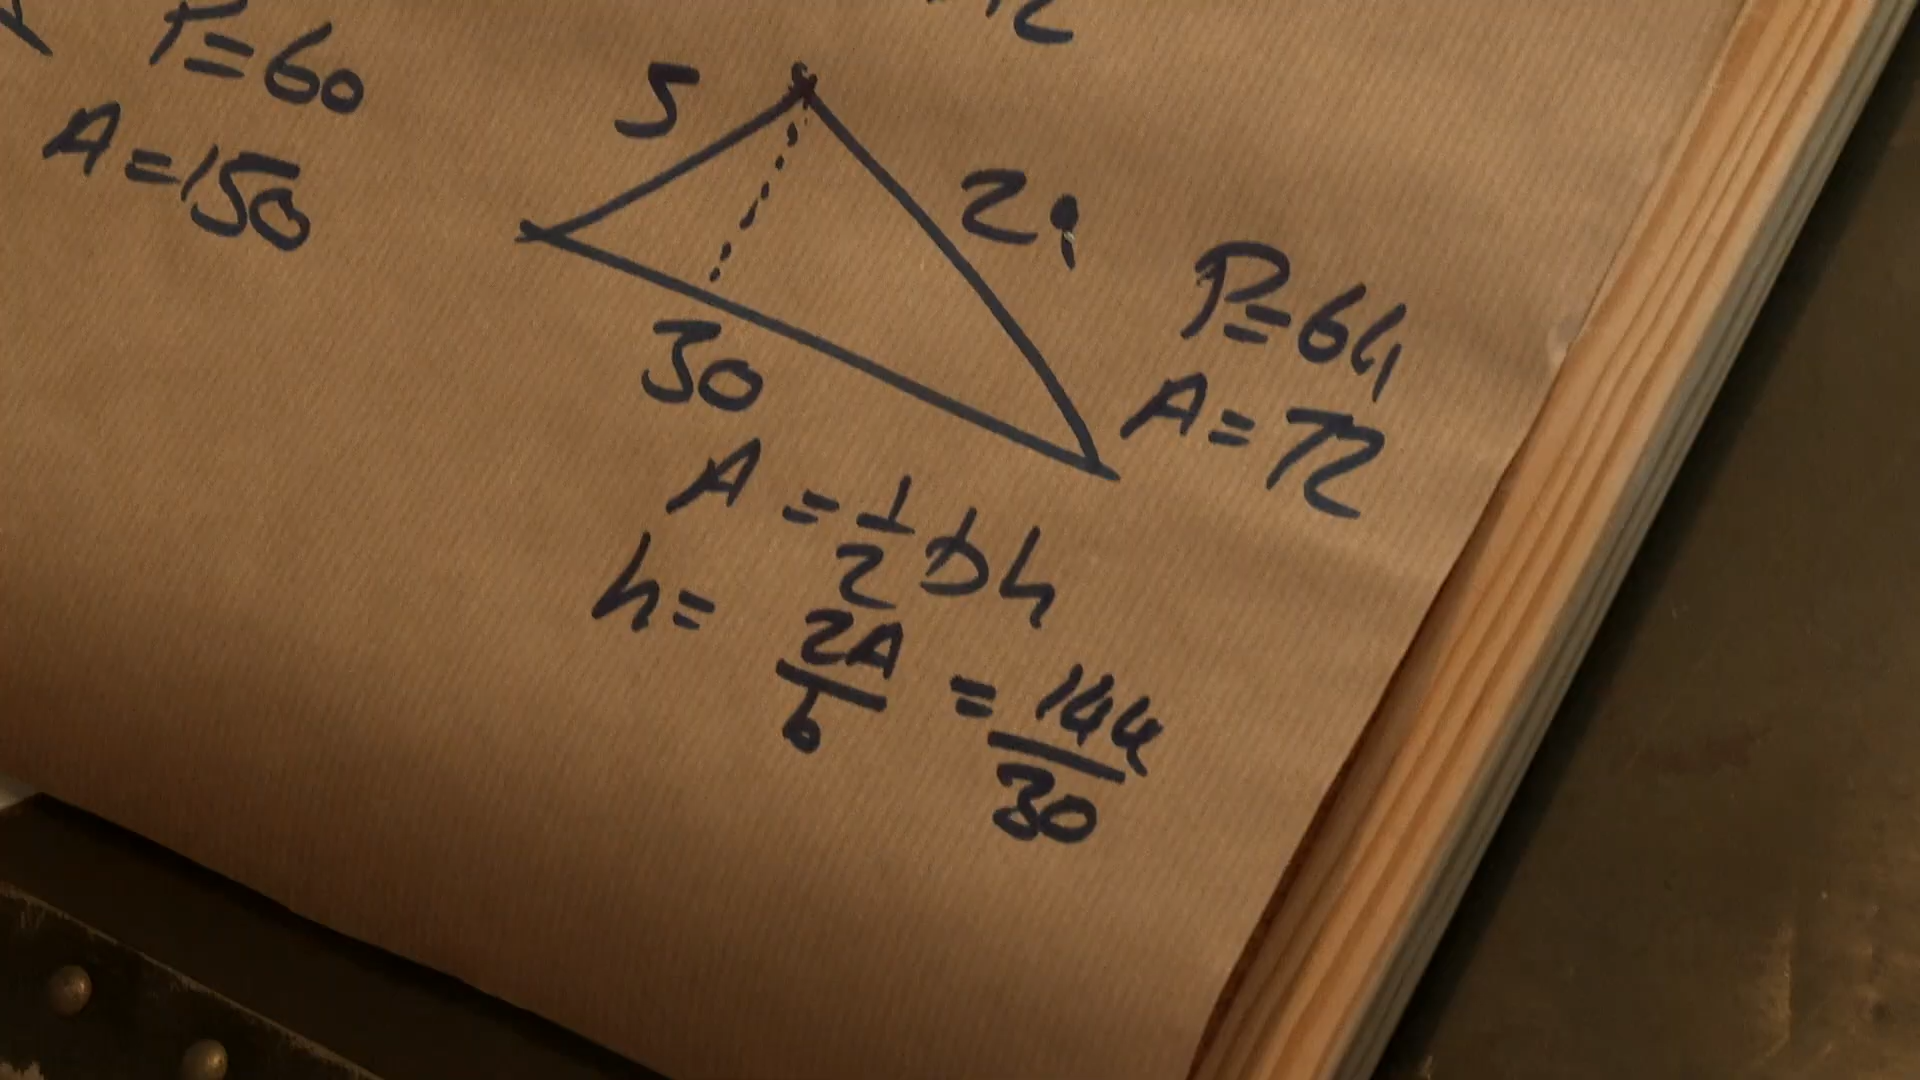 P=60
A=150
5
29
30
P=64
A=72
A = 1/2 bh
h= 2A/b = 144/30